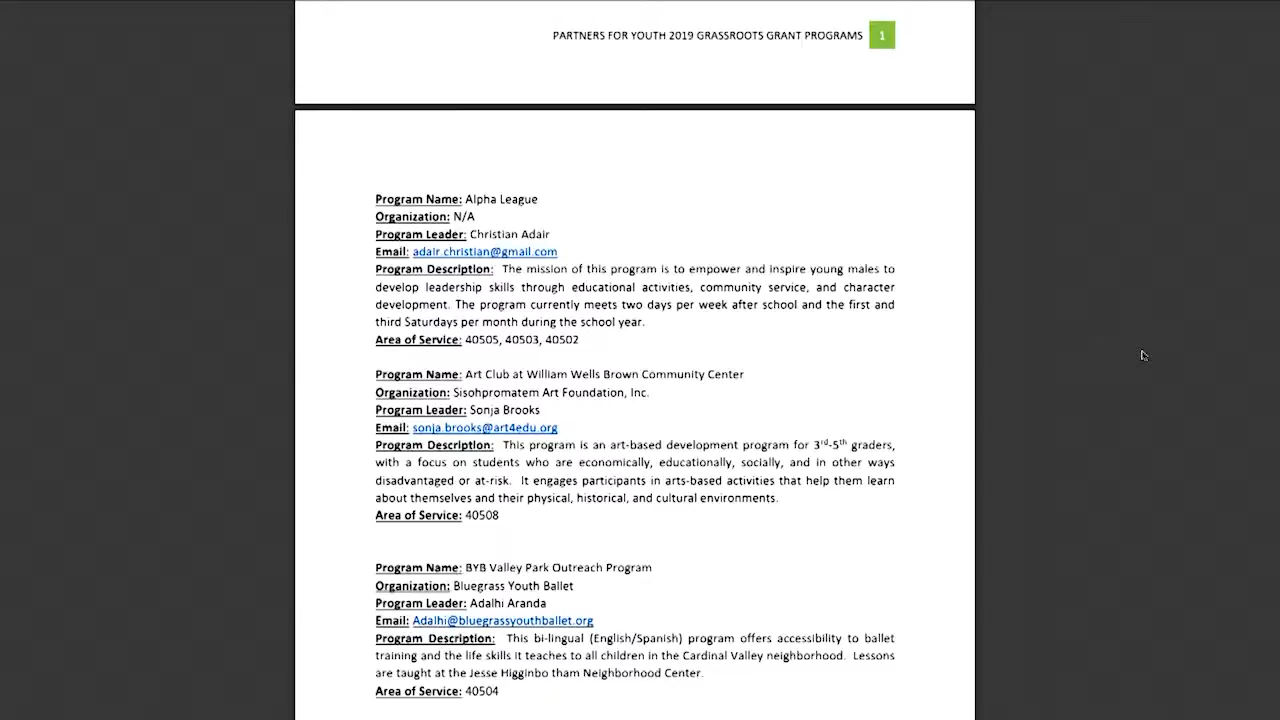 PARTNERS FOR YOUTH 2019 GRASSROOTS GRANT PROGRAMS 1
Program Name: Alpha League
Organization: N/A
Program Leader: Christian Adair
Email: adair.christian@gmail.com
Program Description: The mission of this program is to empower and inspire young males to
develop leadership skills through educational activities, community service, and character
development. The program currently meets two days per week after school and the first and
third Saturdays per month during the school year.
Area of Service: 40505, 40503, 40502
Program Name: Art Club at William Wells Brown Community Center
Organization: Sisohpromatem Art Foundation, Inc.
Program Leader: Sonja Brooks
Email: sonja.brooks@art4edu.org
Program Description: This program is an art-based development program for 3rd-5th graders,
with a focus on students who are economically, educationally, socially, and in other ways
disadvantaged or at-risk. It engages participants in arts-based activities that help them learn
about themselves and their physical, historical, and cultural environments.
Area of Service: 40508
Program Name: BYB Valley Park Outreach Program
Organization: Bluegrass Youth Ballet
Program Leader: Adalhi Aranda
Email: Adalhi@bluegrassyouthballet.org
Program Description: This bi-lingual (English/Spanish) program offers accessibility to ballet
training and the life skills it teaches to all children in the Cardinal Valley neighborhood. Lessons
are taught at the Jesse Higginbo tham Neighborhood Center.
Area of Service: 40504